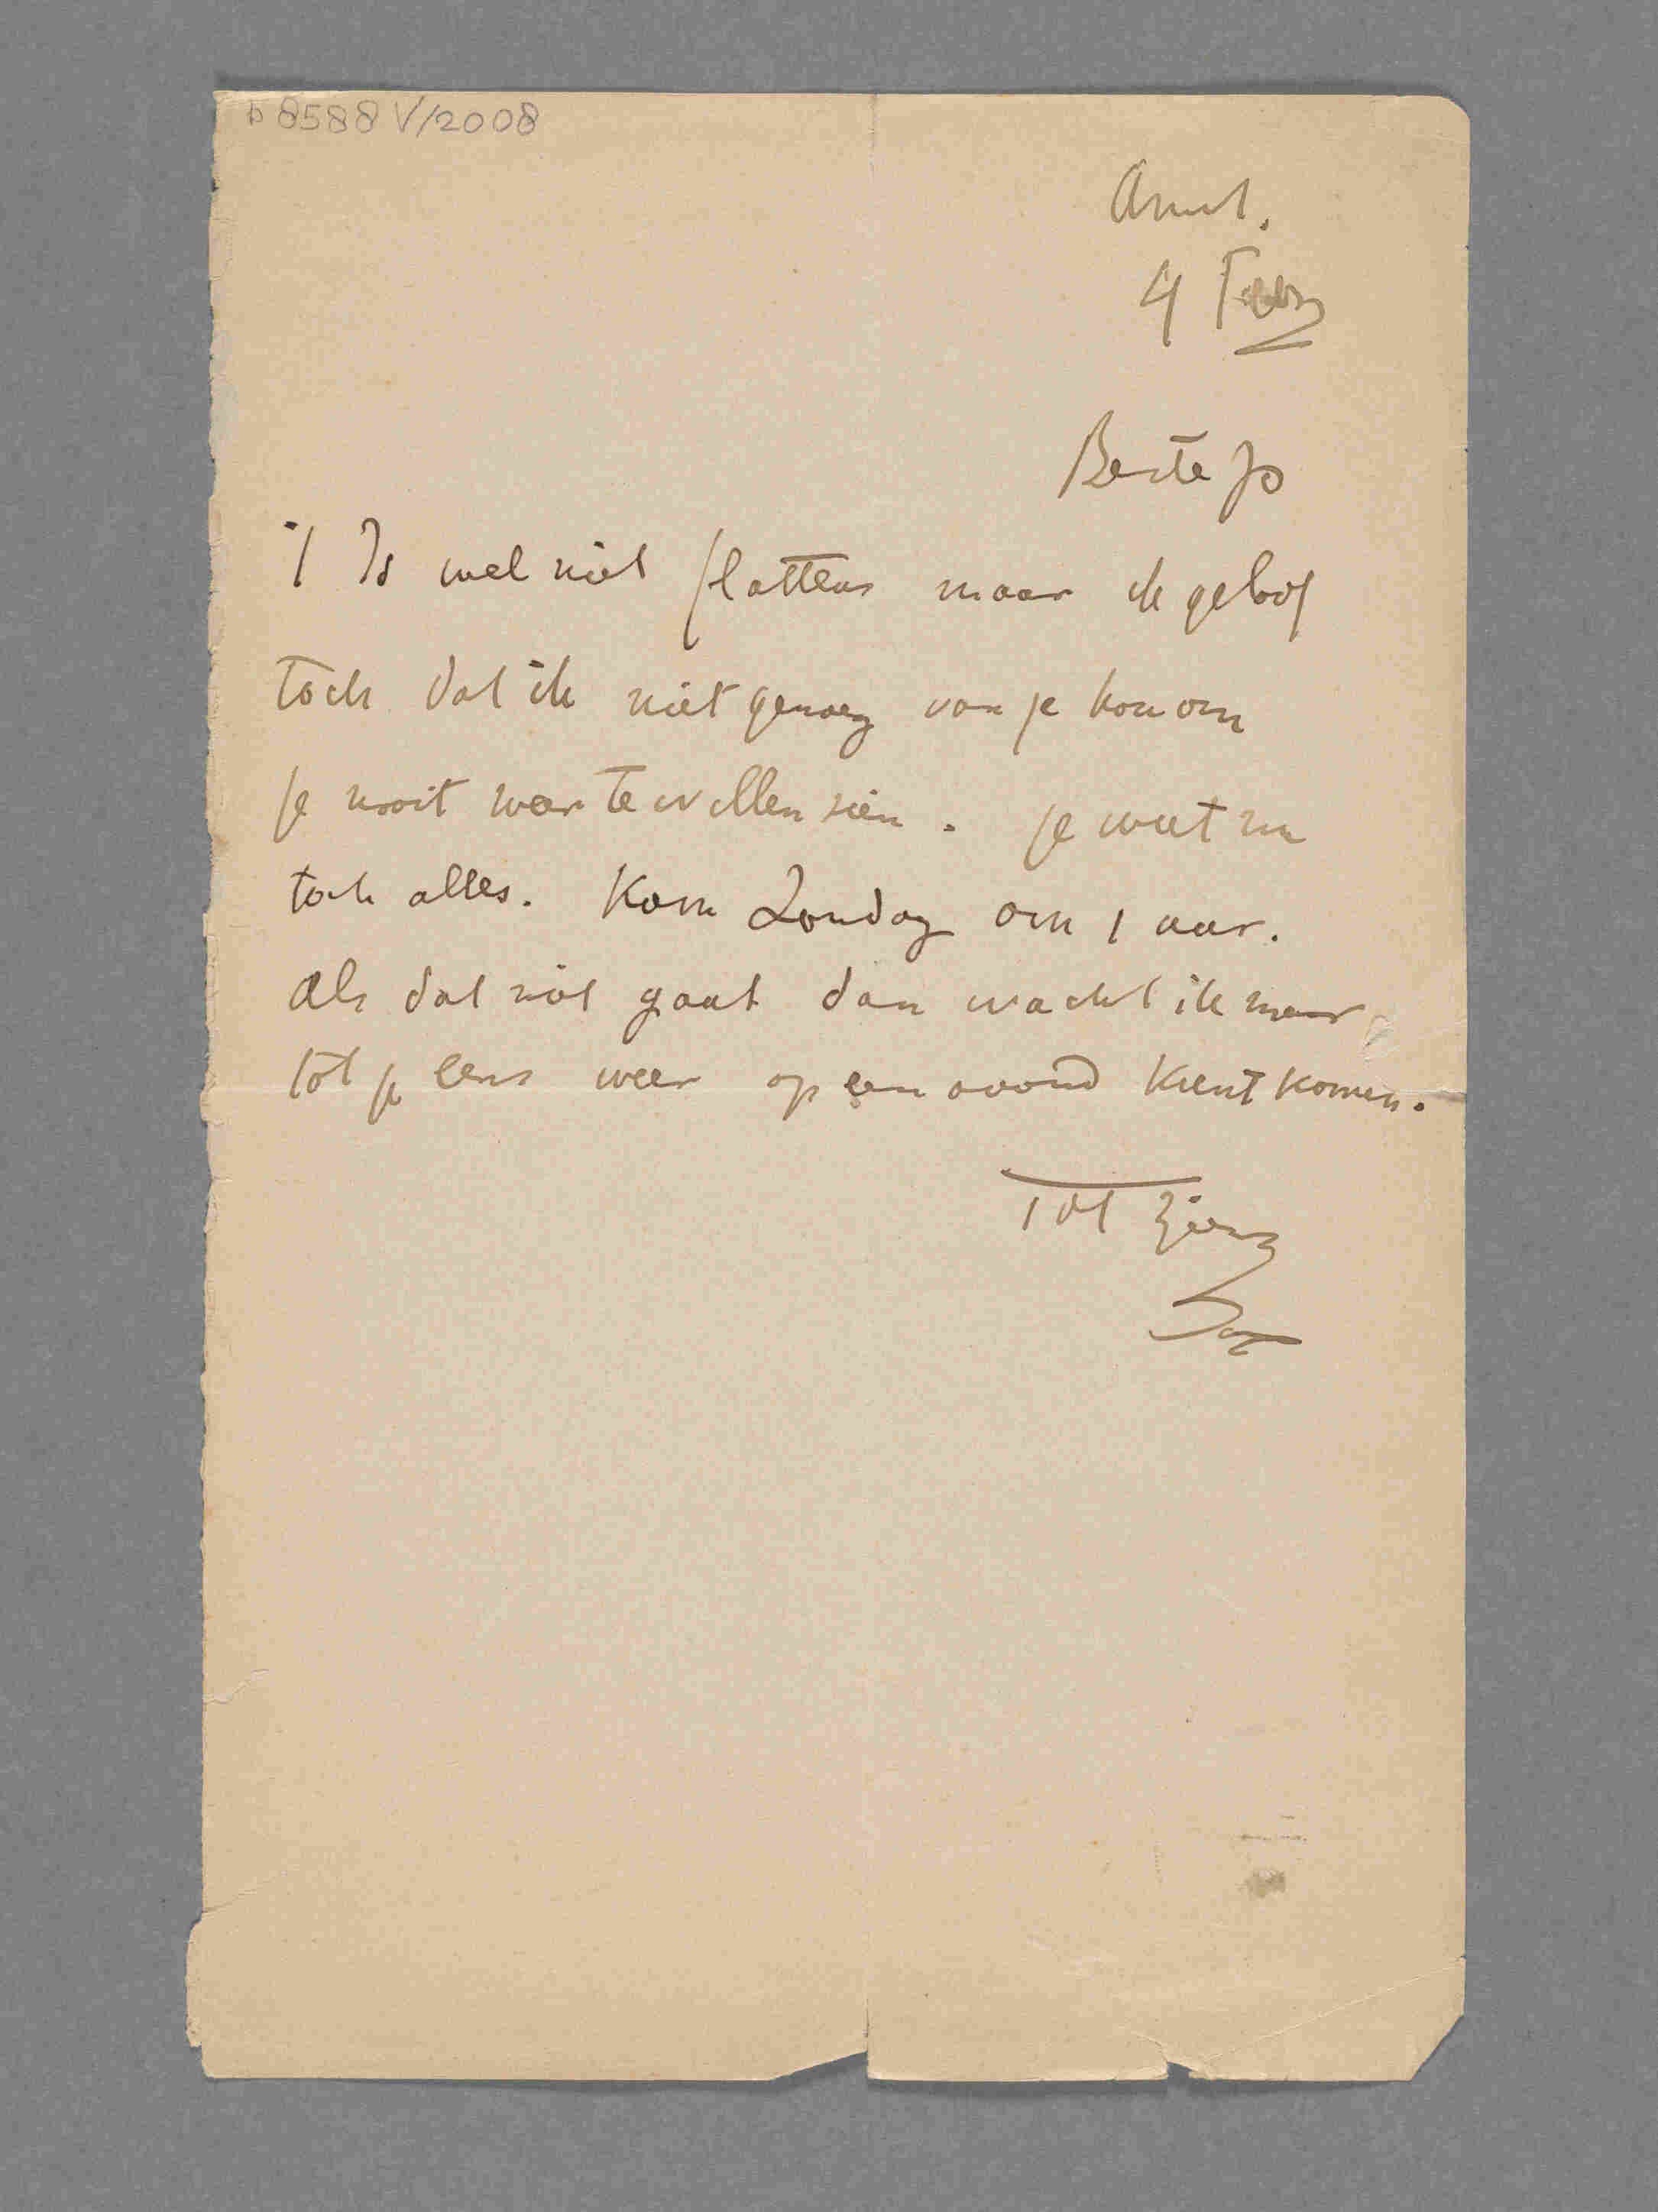 b 8588 V/2008
Amst.
4 Febr
Beste Jo
't Is wel niet flatteus maar ik geloof
toch dat ik niet genoeg van je hou om
je nooit weer te willen zien. Je weet nu
toch alles. Kom Zondag om 1 uur.
Als dat niet gaat dan wacht ik maar
tot je eens weer op een avond kunt komen.
Tot ziens